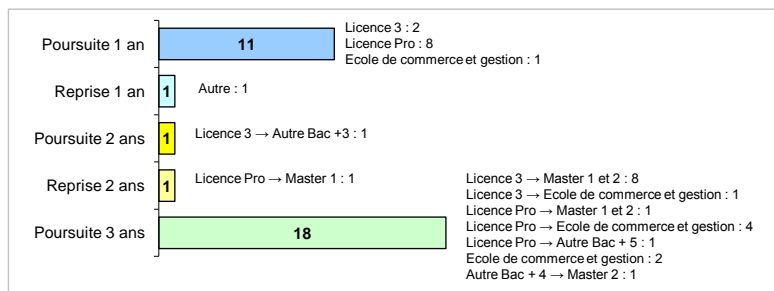 Poursuite 1 an
11
Licence 3 : 2
Licence Pro : 8
Ecole de commerce et gestion : 1
Reprise 1 an
1
Autre : 1
Poursuite 2 ans
1
Licence 3 → Autre Bac +3 : 1
Reprise 2 ans
1
Licence Pro → Master 1 : 1
Poursuite 3 ans
18
Licence 3 → Master 1 et 2 : 8
Licence 3 → Ecole de commerce et gestion : 1
Licence Pro → Master 1 et 2 : 1
Licence Pro → Ecole de commerce et gestion : 4
Licence Pro → Autre Bac + 5 : 1
Ecole de commerce et gestion : 2
Autre Bac + 4 → Master 2 : 1